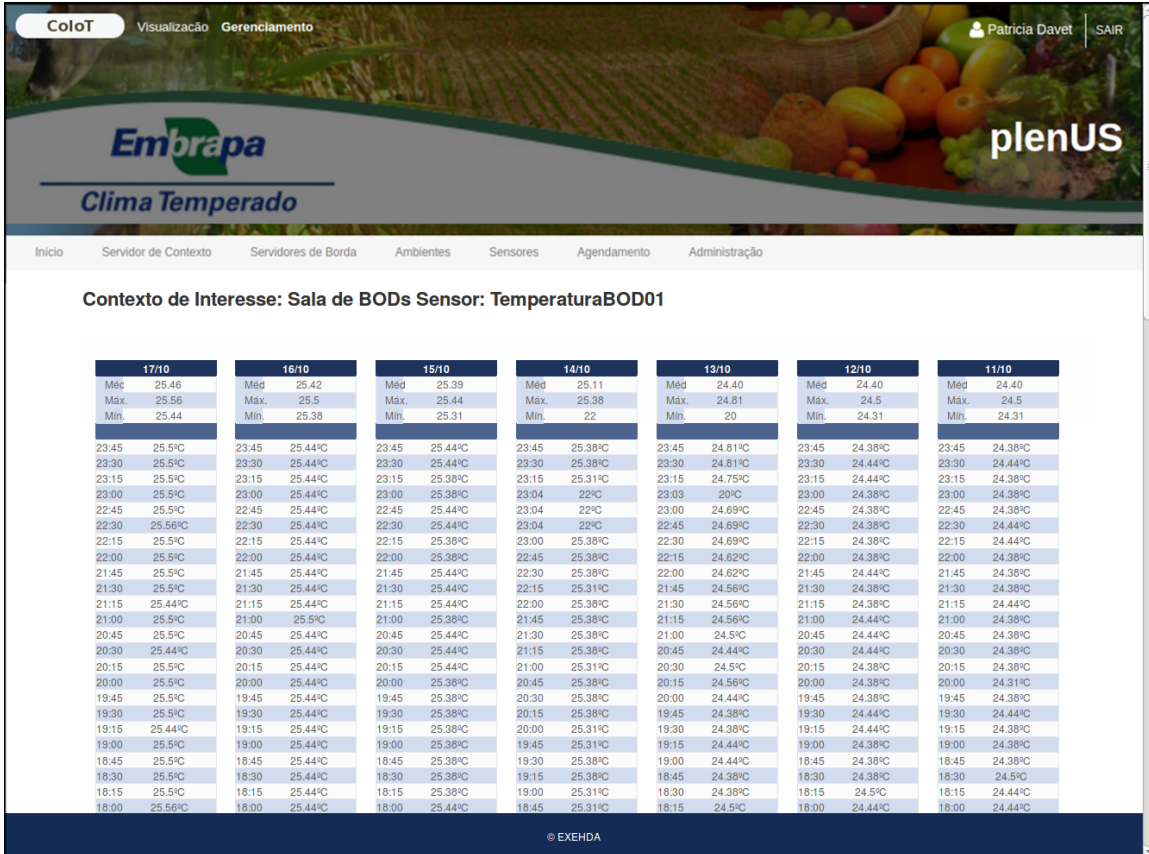 CoIoT Visualizacão Gerenciamento Patricia Davet SAIR
Embrapa
plenUS
Clima Temperado
Início Servidor de Contexto Servidores de Borda Ambientes Sensores Agendamento Administração
Contexto de Interesse: Sala de BODs Sensor: TemperaturaBOD01
17/10 16/10 15/10 14/10 13/10 12/10 11/10
Méd 25.46 Méd 25.42 Méd 25.39 Méd 25.11 Méd 24.40 Méd 24.40 Méd 24.40
Máx. 25.56 Máx. 25.5 Máx. 25.44 Máx. 25.38 Máx. 24.81 Máx. 24.5 Máx. 24.5
Mín. 25.44 Mín. 25.38 Mín. 25.31 Mín. 22 Mín. 20 Mín. 24.31 Mín. 24.31
23:45 25.5ºC 23:45 25.44ºC 23:45 25.44ºC 23:45 25.38ºC 23:45 24.81ºC 23:45 24.38ºC 23:45 24.38ºC
23:30 25.5ºC 23:30 25.44ºC 23:30 25.44ºC 23:30 25.38ºC 23:30 24.81ºC 23:30 24.44ºC 23:30 24.44ºC
23:15 25.5ºC 23:15 25.44ºC 23:15 25.38ºC 23:15 25.31ºC 23:15 24.75ºC 23:15 24.44ºC 23:15 24.38ºC
23:00 25.5ºC 23:00 25.44ºC 23:00 25.38ºC 23:04 22ºC 23:03 20ºC 23:00 24.38ºC 23:00 24.38ºC
22:45 25.5ºC 22:45 25.44ºC 22:45 25.44ºC 23:04 22ºC 23:00 24.69ºC 22:45 24.38ºC 22:45 24.38ºC
22:30 25.56ºC 22:30 25.44ºC 22:30 25.44ºC 23:04 22ºC 22:45 24.69ºC 22:30 24.38ºC 22:30 24.44ºC
22:15 25.5ºC 22:15 25.44ºC 22:15 25.38ºC 23:00 25.38ºC 22:30 24.69ºC 22:15 24.38ºC 22:15 24.44ºC
22:00 25.5ºC 22:00 25.44ºC 22:00 25.38ºC 22:45 25.38ºC 22:15 24.62ºC 22:00 24.38ºC 22:00 24.38ºC
21:45 25.5ºC 21:45 25.44ºC 21:45 25.44ºC 22:30 25.38ºC 22:00 24.62ºC 21:45 24.44ºC 21:45 24.38ºC
21:30 25.5ºC 21:30 25.44ºC 21:30 25.44ºC 22:15 25.31ºC 21:45 24.56ºC 21:30 24.38ºC 21:30 24.38ºC
21:15 25.44ºC 21:15 25.44ºC 21:15 25.44ºC 22:00 25.38ºC 21:30 24.56ºC 21:15 24.38ºC 21:15 24.44ºC
21:00 25.5ºC 21:00 25.5ºC 21:00 25.38ºC 21:45 25.38ºC 21:15 24.56ºC 21:00 24.44ºC 21:00 24.38ºC
20:45 25.5ºC 20:45 25.44ºC 20:45 25.44ºC 21:30 25.38ºC 21:00 24.5ºC 20:45 24.44ºC 20:45 24.38ºC
20:30 25.44ºC 20:30 25.44ºC 20:30 25.44ºC 21:15 25.38ºC 20:45 24.44ºC 20:30 24.44ºC 20:30 24.38ºC
20:15 25.5ºC 20:15 25.44ºC 20:15 25.44ºC 21:00 25.31ºC 20:30 24.5ºC 20:15 24.38ºC 20:15 24.38ºC
20:00 25.5ºC 20:00 25.44ºC 20:00 25.38ºC 20:45 25.38ºC 20:15 24.56ºC 20:00 24.38ºC 20:00 24.31ºC
19:45 25.5ºC 19:45 25.44ºC 19:45 25.38ºC 20:30 25.38ºC 20:00 24.44ºC 19:45 24.38ºC 19:45 24.38ºC
19:30 25.5ºC 19:30 25.44ºC 19:30 25.38ºC 20:15 25.38ºC 19:45 24.38ºC 19:30 24.44ºC 19:30 24.44ºC
19:15 25.44ºC 19:15 25.44ºC 19:15 25.38ºC 20:00 25.31ºC 19:30 24.38ºC 19:15 24.44ºC 19:15 24.38ºC
19:00 25.5ºC 19:00 25.44ºC 19:00 25.38ºC 19:45 25.31ºC 19:15 24.44ºC 19:00 24.38ºC 19:00 24.38ºC
18:45 25.5ºC 18:45 25.44ºC 18:45 25.38ºC 19:30 25.38ºC 19:00 24.44ºC 18:45 24.38ºC 18:45 24.38ºC
18:30 25.5ºC 18:30 25.44ºC 18:30 25.38ºC 19:15 25.38ºC 18:45 24.38ºC 18:30 24.38ºC 18:30 24.5ºC
18:15 25.5ºC 18:15 25.44ºC 18:15 25.38ºC 19:00 25.31ºC 18:30 24.38ºC 18:15 24.5ºC 18:15 24.44ºC
18:00 25.56ºC 18:00 25.44ºC 18:00 25.44ºC 18:45 25.31ºC 18:15 24.5ºC 18:00 24.44ºC 18:00 24.44ºC
© EXEHDA